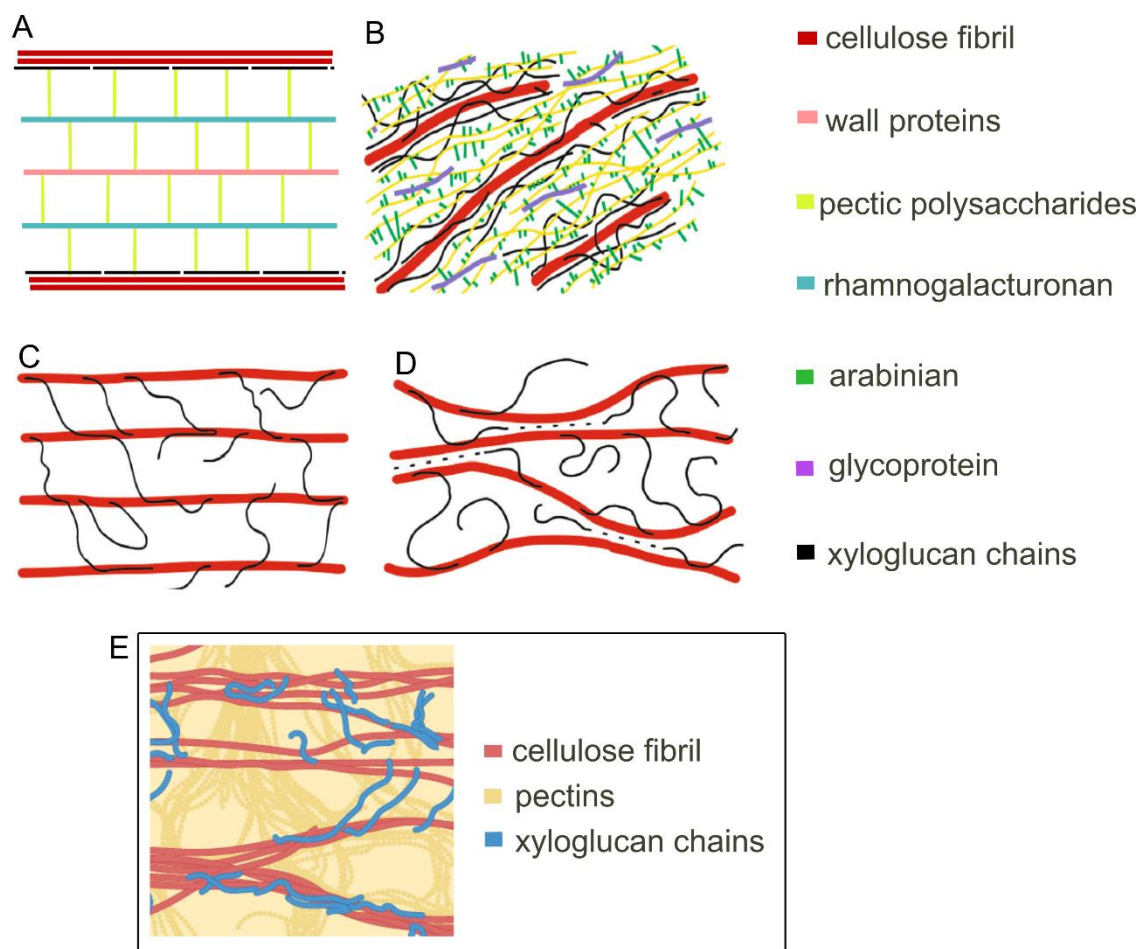 A
B
cellulose fibril
wall proteins
pectic polysaccharides
rhamnogalacturonan
arabinian
glycoprotein
xyloglucan chains
C
D
E
cellulose fibril
pectins
xyloglucan chains